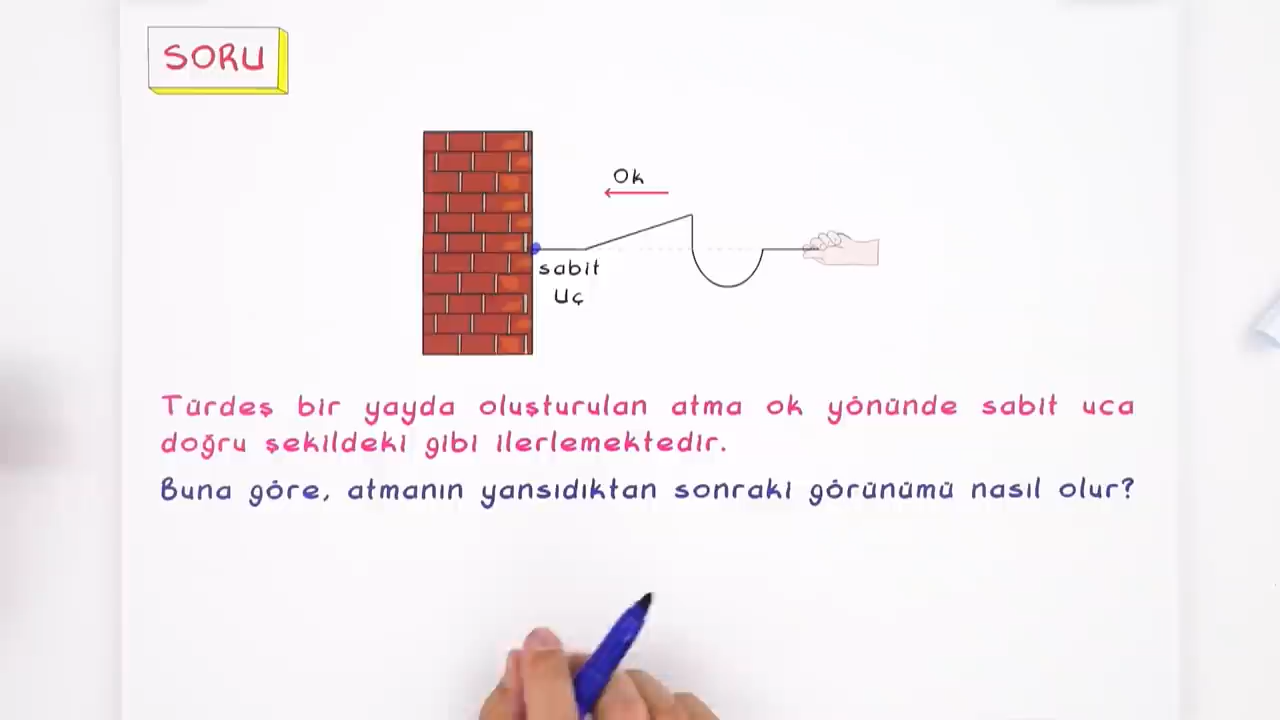 SORU
Ok
sabit
Uç
Türdeş bir yayda oluşturulan atma ok yönünde sabit uca
doğru şekildeki gibi ilerlemektedir.
Buna göre, atmanın yansıdıktan sonraki görünümü nasıl olur?